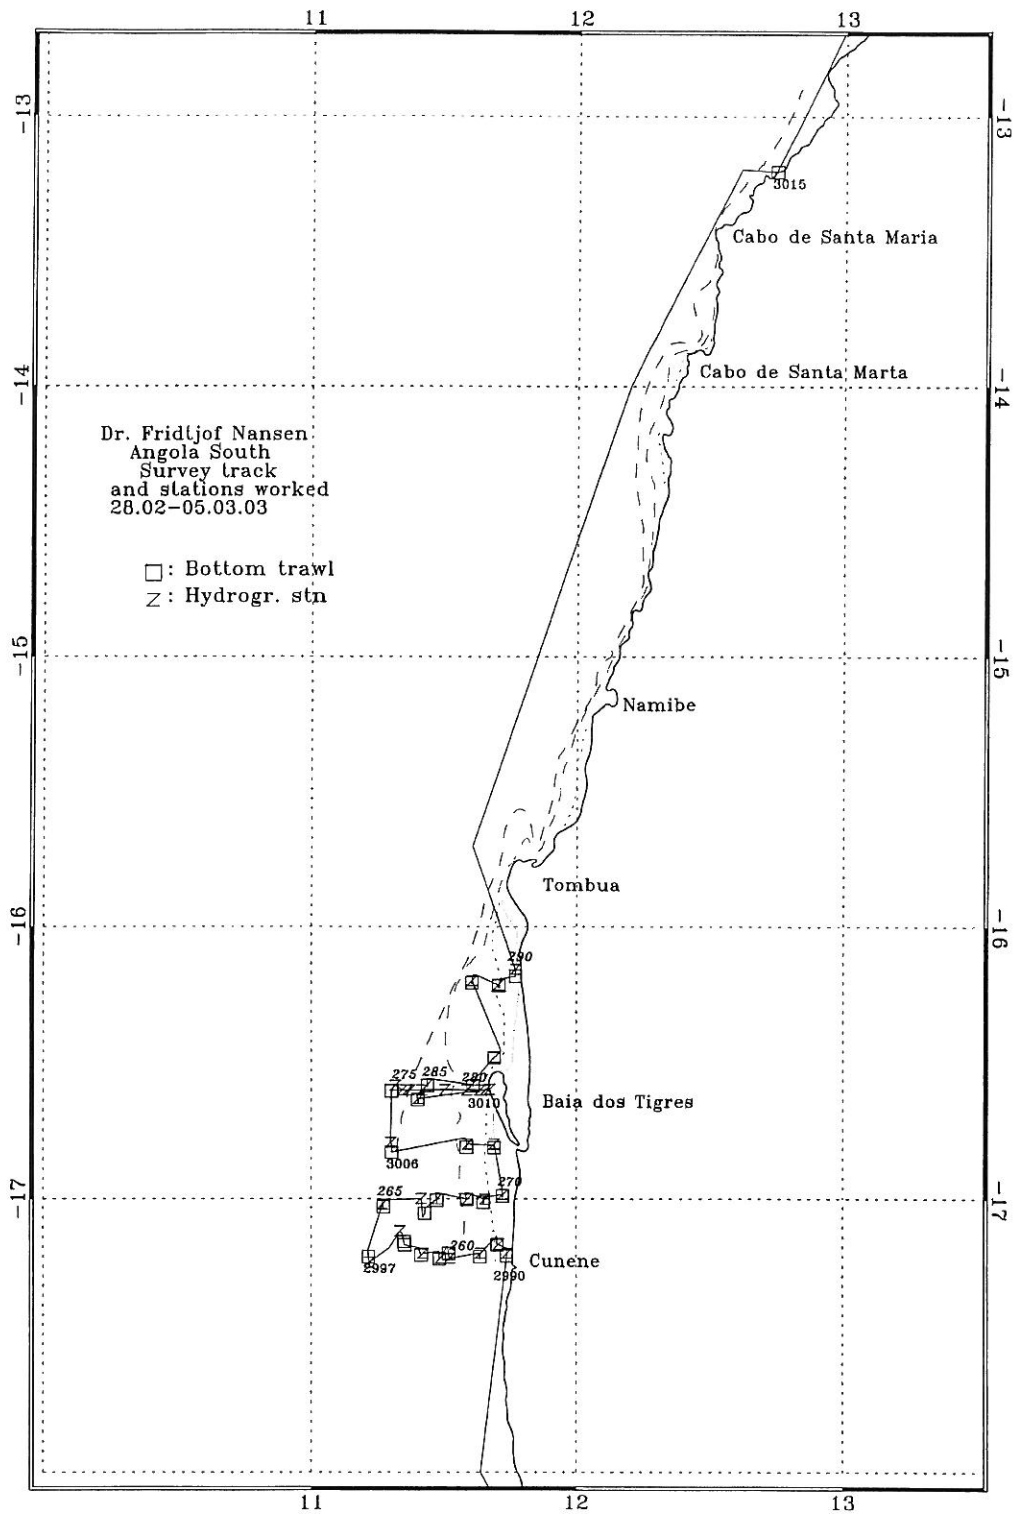 11 12 13
-13 -13
3015
Cabo de Santa Maria
Cabo de Santa Marta
-14 -14
Dr. Fridtjof Nansen
Angola South
Survey track
and stations worked
28.02-05.03.03
□: Bottom trawl
Z: Hydrogr. stn
-15 -15
Namibe
Tombua
-16 -16
290
275 285 280
3010 Baia dos Tigres
3006
-17 265 270 -17
260
2997 2990 Cunene
11 12 13